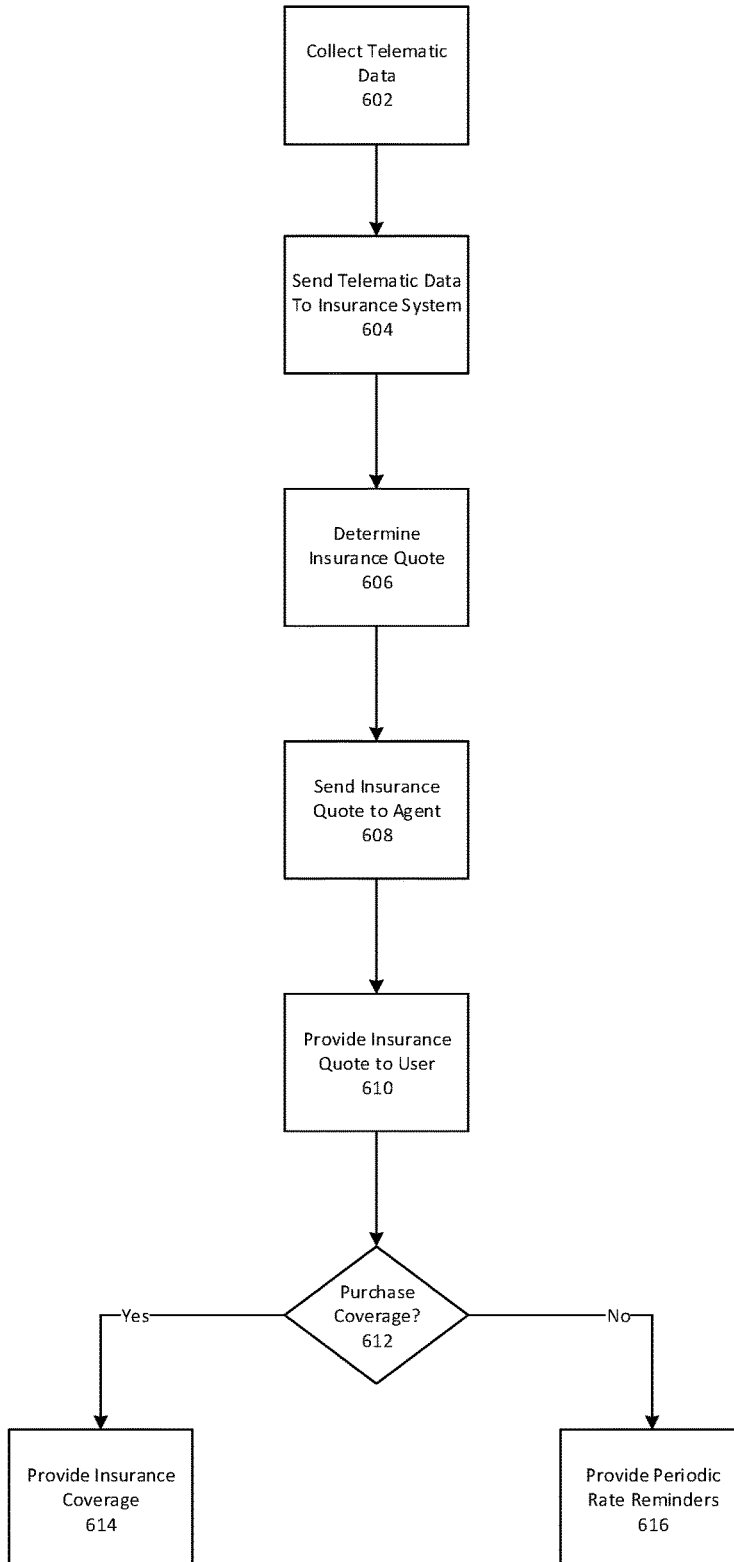 Collect Telematic
Data
602
Send Telematic Data
To Insurance System
604
Determine
Insurance Quote
606
Send Insurance
Quote to Agent
608
Provide Insurance
Quote to User
610
Purchase
Coverage?
612
Yes
No
Provide Insurance
Coverage
614
Provide Periodic
Rate Reminders
616